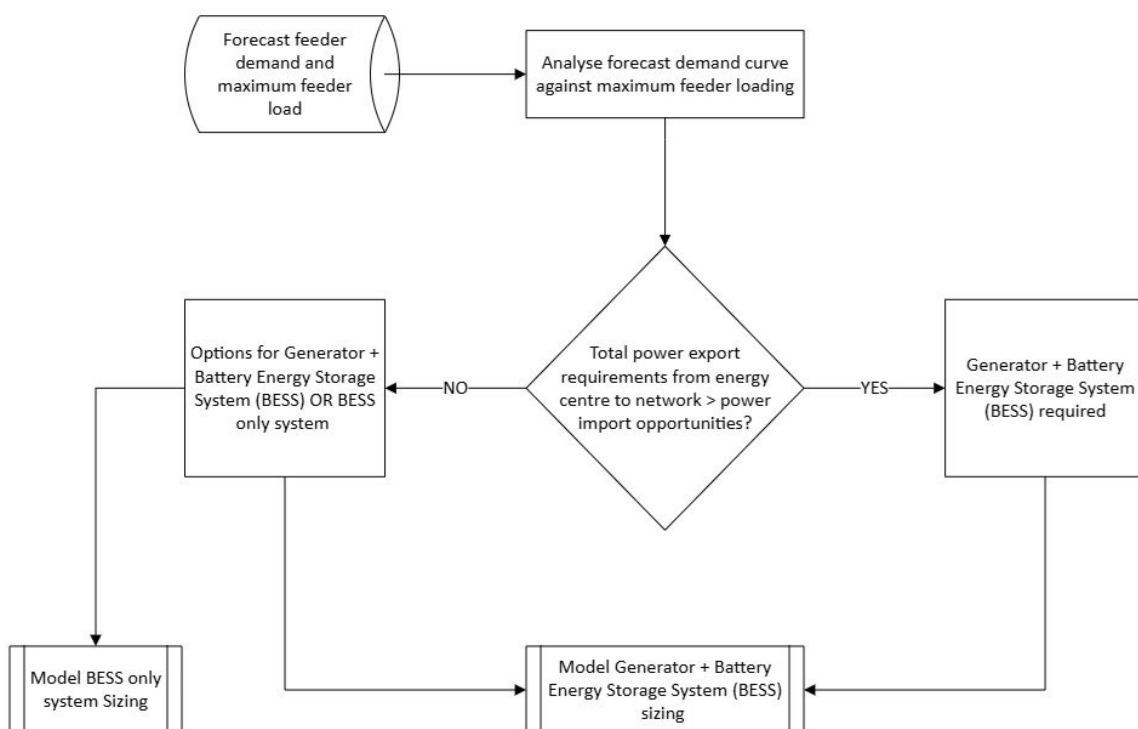 Forecast feeder
demand and
maximum feeder
load
Analyse forecast demand curve
against maximum feeder loading
Options for Generator +
Battery Energy Storage
System (BESS) OR BESS
only system
NO
Total power export
requirements from energy
centre to network > power
import opportunities?
YES
Generator + Battery
Energy Storage System
(BESS) required
Model BESS only
system Sizing
Model Generator + Battery
Energy Storage System (BESS)
sizing